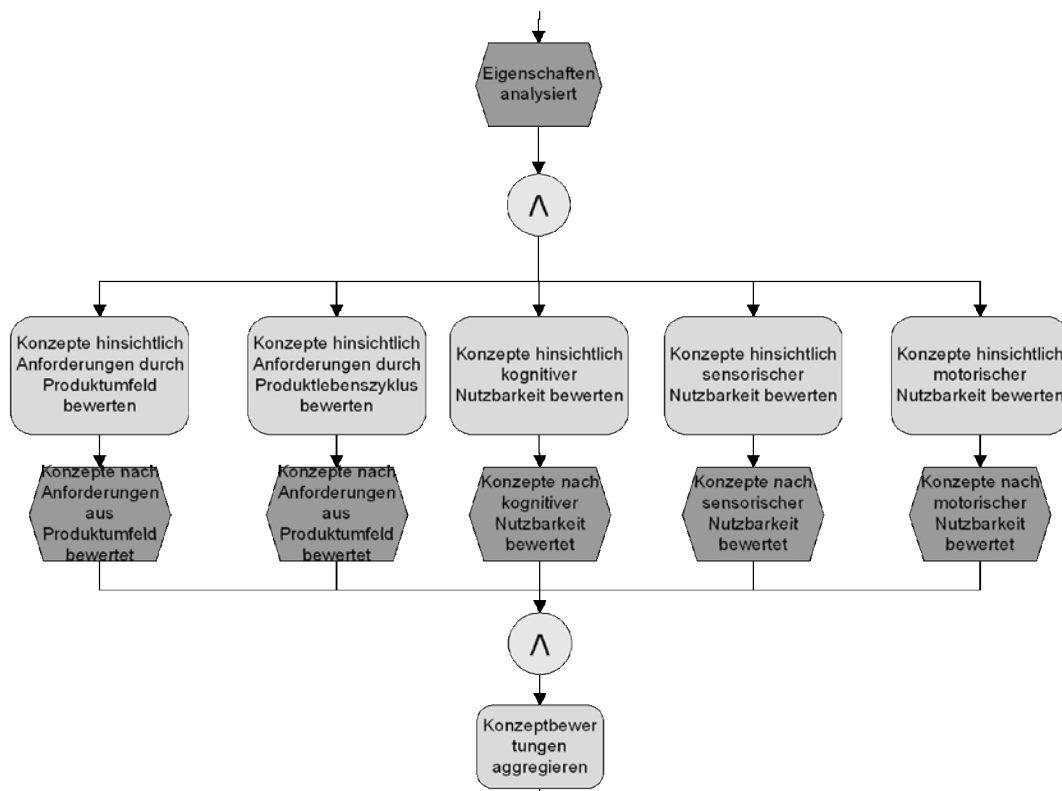 Eigenschaften
analysiert
Λ
Konzepte hinsichtlich
Anforderungen durch
Produktumfeld
bewerten
Konzepte hinsichtlich
Anforderungen durch
Produktlebenszyklus
bewerten
Konzepte hinsichtlich
kognitiver
Nutzbarkeit bewerten
Konzepte hinsichtlich
sensorischer
Nutzbarkeit bewerten
Konzepte hinsichtlich
motorischer
Nutzbarkeit bewerten
Konzepte nach
Anforderungen
aus
Produktumfeld
bewertet
Konzepte nach
Anforderungen
aus
Produktumfeld
bewertet
Konzepte nach
kognitiver
Nutzbarkeit
bewertet
Konzepte nach
sensorischer
Nutzbarkeit
bewertet
Konzepte nach
motorischer
Nutzbarkeit
bewertet
Λ
Konzeptbewer
tungen
aggregieren